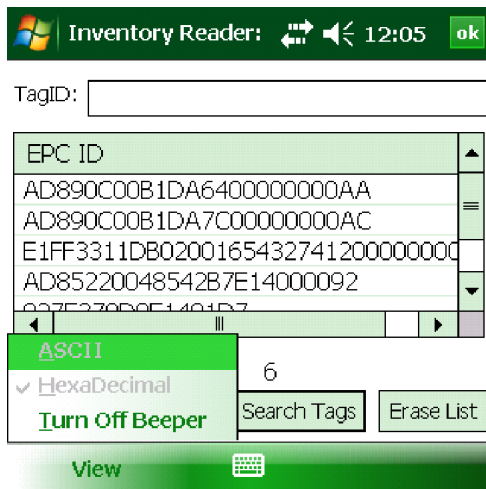 Inventory Reader: 12:05 ok
TagID:
EPC ID
AD890C00B1DA6400000000AA
AD890C00B1DA7C00000000AC
E1FF3311DB02001654327412000000000
AD85220048542B7E14000092
ASCII
HexaDecimal
Turn Off Beeper
6
Search Tags
Erase List
View